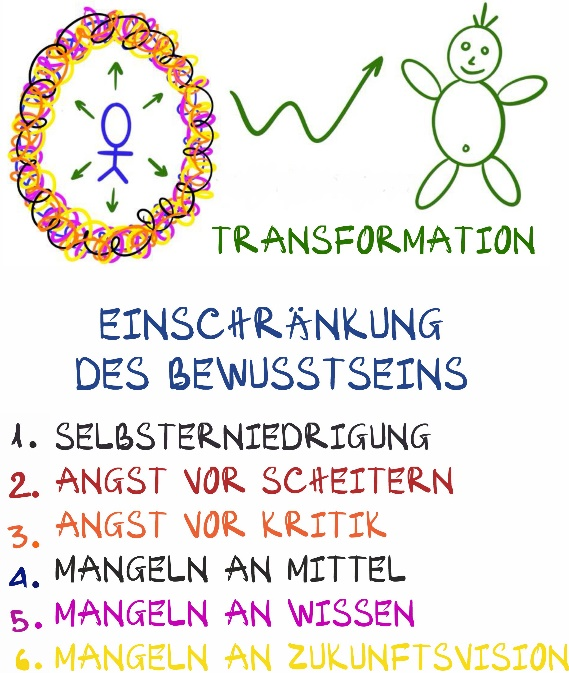 TRANSFORMATION
EINSCHRÄNKUNG
DES BEWUSSTSEINS
1. SELBSTERNIEDRIGUNG
2. ANGST VOR SCHEITERN
3. ANGST VOR KRITIK
4. MANGELN AN MITTEL
5. MANGELN AN WISSEN
6. MANGELN AN ZUKUNFTSVISION